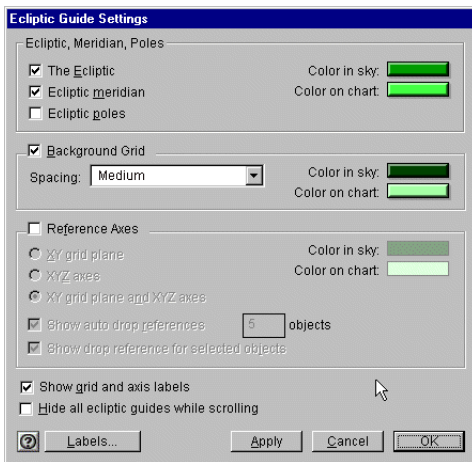 Ecliptic Guide Settings
Ecliptic, Meridian, Poles
The Ecliptic
Color in sky:
Ecliptic meridian
Color on chart:
Ecliptic poles
Background Grid
Spacing: Medium
Color in sky:
Color on chart:
Reference Axes
XY grid plane
Color in sky:
XYZ axes
Color on chart:
XY grid plane and XYZ axes
Show auto drop references 5 objects
Show drop reference for selected objects
Show grid and axis labels
Hide all ecliptic guides while scrolling
? Labels... Apply Cancel OK